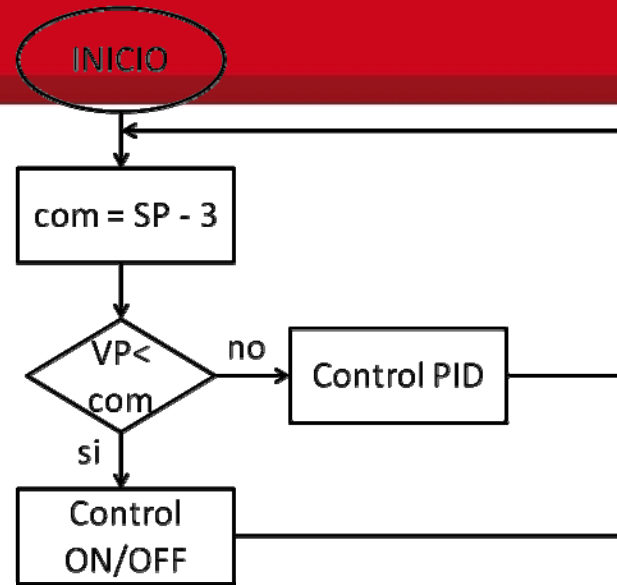 INICIO
com = SP - 3
VP<
com
no
Control PID
si
Control
ON/OFF